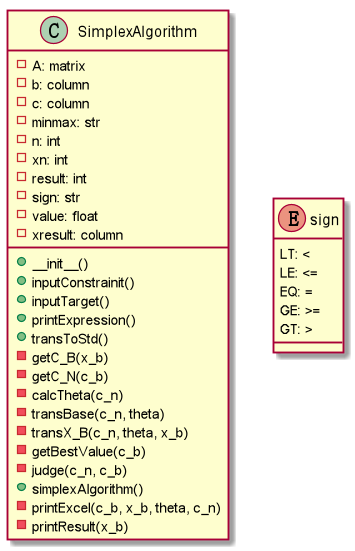 C SimplexAlgorithm
A: matrix
b: column
c: column
minmax: str
n: int
xn: int
result: int
sign: str
value: float
xresult: column
__init__()
inputConstrainit()
inputTarget()
printExpression()
transToStd()
getC_B(x_b)
getC_N(c_b)
calcTheta(c_n)
transBase(c_n, theta)
transX_B(c_n, theta, x_b)
getBestValue(c_b)
judge(c_n, c_b)
simplexAlgorithm()
printExcel(c_b, x_b, theta, c_n)
printResult(x_b)
E sign
LT: <
LE: <=
EQ: =
GE: >=
GT: >